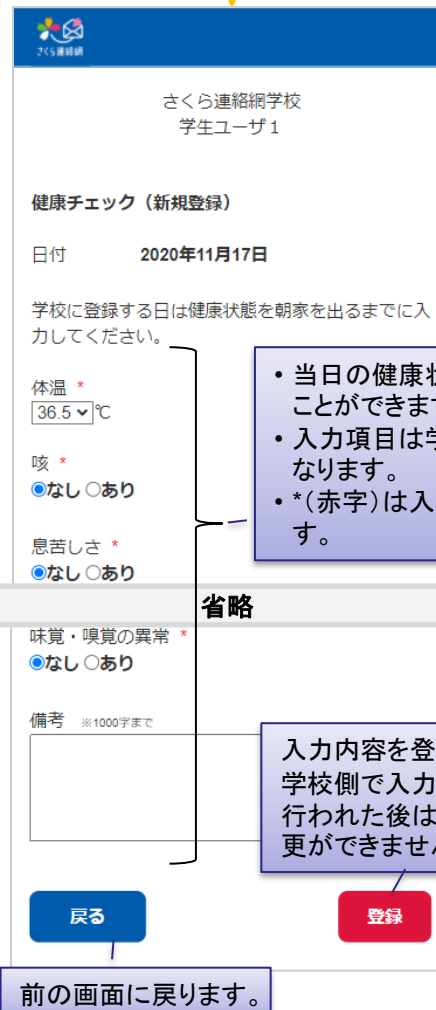 さくら連絡網
さくら連絡網学校
学生ユーザ１
健康チェック（新規登録）
日付 2020年11月17日
学校に登録する日は健康状態を朝家を出るまでに入
力してください。
体温 *
36.5 ℃
咳 *
なし あり
息苦しさ *
なし あり
省略
味覚・嗅覚の異常 *
なし あり
備考 ※1000字まで
・当日の健康状
ことができま
・入力項目は学
なります。
・*(赤字)は入
す。
入力内容を登
学校側で入力
行われた後は
更ができませ
戻る
登録
前の画面に戻ります。